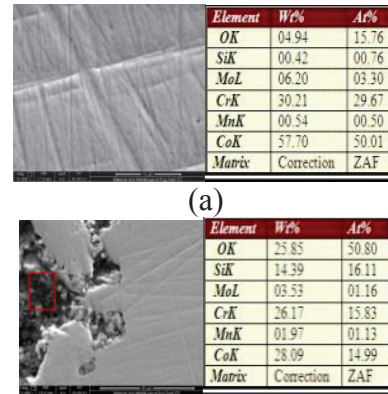 Element Wt% At%
OK 04.94 15.76
SiK 00.42 00.76
MoL 06.20 03.30
CrK 30.21 29.67
MnK 00.54 00.50
CoK 57.70 50.01
Matrix Correction ZAF
(a)
Element Wt% At%
OK 25.85 50.80
SiK 14.39 16.11
MoL 03.53 01.16
CrK 26.17 15.83
MnK 01.97 01.13
CoK 28.09 14.99
Matrix Correction ZAF